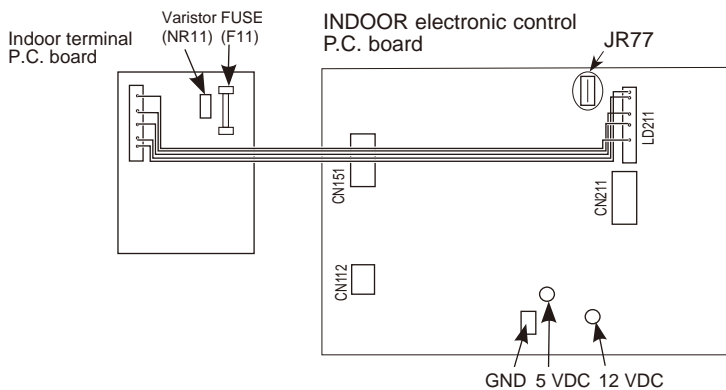 Indoor terminal
P.C. board
Varistor FUSE
(NR11) (F11)
INDOOR electronic control
P.C. board
JR77
LD211
CN151
CN211
CN112
GND 5 VDC 12 VDC